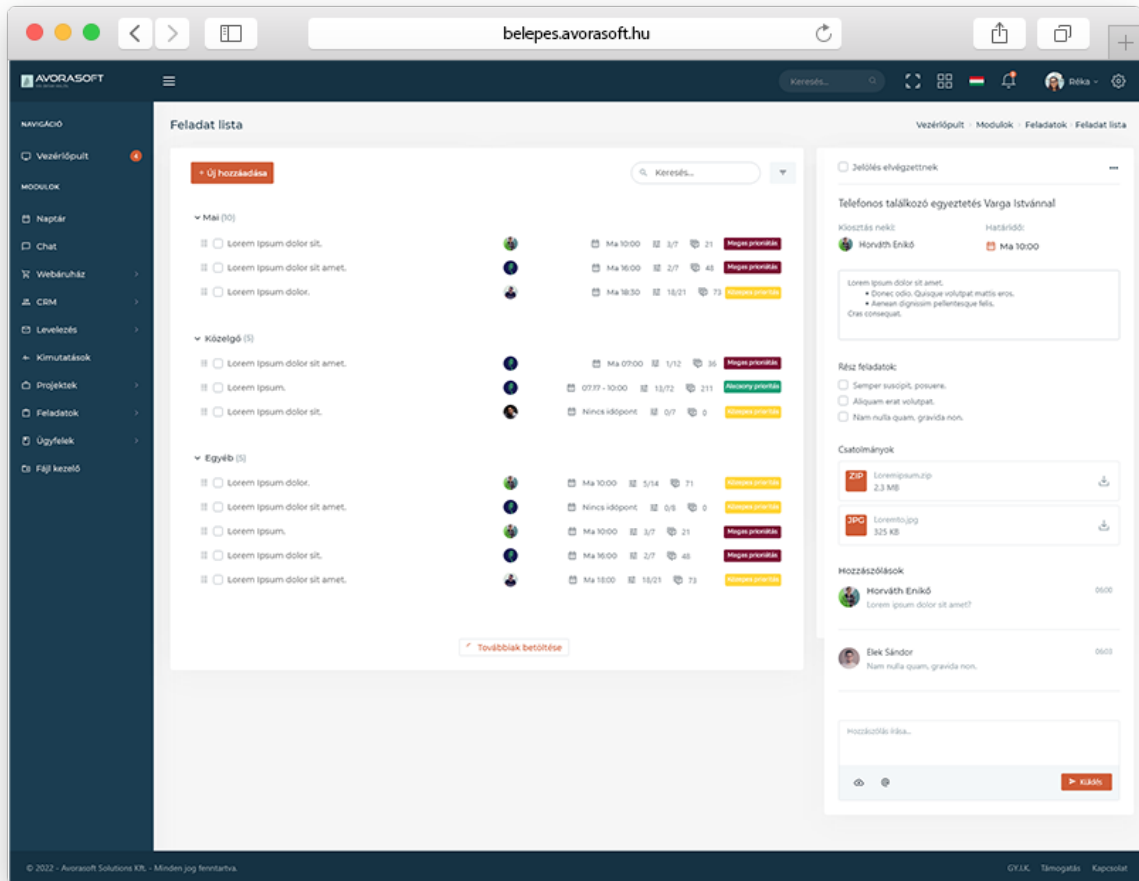 belepes.avorasoft.hu
AVORASOFT
Keresés...
Réka
NAVIGÁCIÓ
Vezérlőpult
4
MODULOK
Naptár
Chat
Webáruház
CRM
Levelezés
Kimutatások
Projektek
Feladatok
Ügyfelek
Fájl kezelő
Feladat lista
Vezérlőpult - Modulok - Feladatok - Feladat lista
+ Új hozzáadása
Keresés...
Mai (10)
Lorem Ipsum dolor sit. Ma 10:00 3/7 21 Magas prioritás
Lorem Ipsum dolor sit amet. Ma 16:00 2/7 48 Magas prioritás
Lorem Ipsum dolor. Ma 18:30 18/21 73 Közepes prioritás
Közelgő (5)
Lorem Ipsum dolor sit amet. Ma 07:00 1/12 36 Magas prioritás
Lorem Ipsum. 07.17 - 10:00 13/72 211 Alacsony prioritás
Lorem Ipsum dolor sit. Nincs időpont 0/7 0 Közepes prioritás
Egyéb (5)
Lorem Ipsum dolor. Ma 10:00 5/14 71 Közepes prioritás
Lorem Ipsum dolor sit amet. Nincs időpont 0/8 0 Közepes prioritás
Lorem Ipsum. Ma 10:00 3/7 21 Magas prioritás
Lorem Ipsum dolor sit. Ma 16:00 2/7 48 Magas prioritás
Lorem Ipsum dolor sit amet. Ma 18:00 18/21 73 Közepes prioritás
Továbbiak betöltése
Jelölés elvégzettnek
Telefonos találkozó egyeztetés Varga Istvánnal
Kiosztás neki: Határidő:
Horváth Enikő Ma 10:00
Lorem ipsum dolor sit amet.
Donec odio. Quisque volutpat mattis eros.
Aenean dignissim pellentesque felis.
Cras consequat.
Rész feladatok:
Semper suscipit, posuere.
Aliquam erat volutpat.
Nam nulla quam, gravida non.
Csatolmányok
ZIP Loremipsum.zip
2.3 MB
JPG Loremto.jpg
325 KB
Hozzászólások
Horváth Enikő 06:00
Lorem ipsum dolor sit amet?
Elek Sándor 06:03
Nam nulla quam, gravida non.
Hozzászólás írása...
Küldés
© 2022 - Avorasoft Solutions Kft. - Minden jog fenntartva.
GY.I.K. Támogatás Kapcsolat